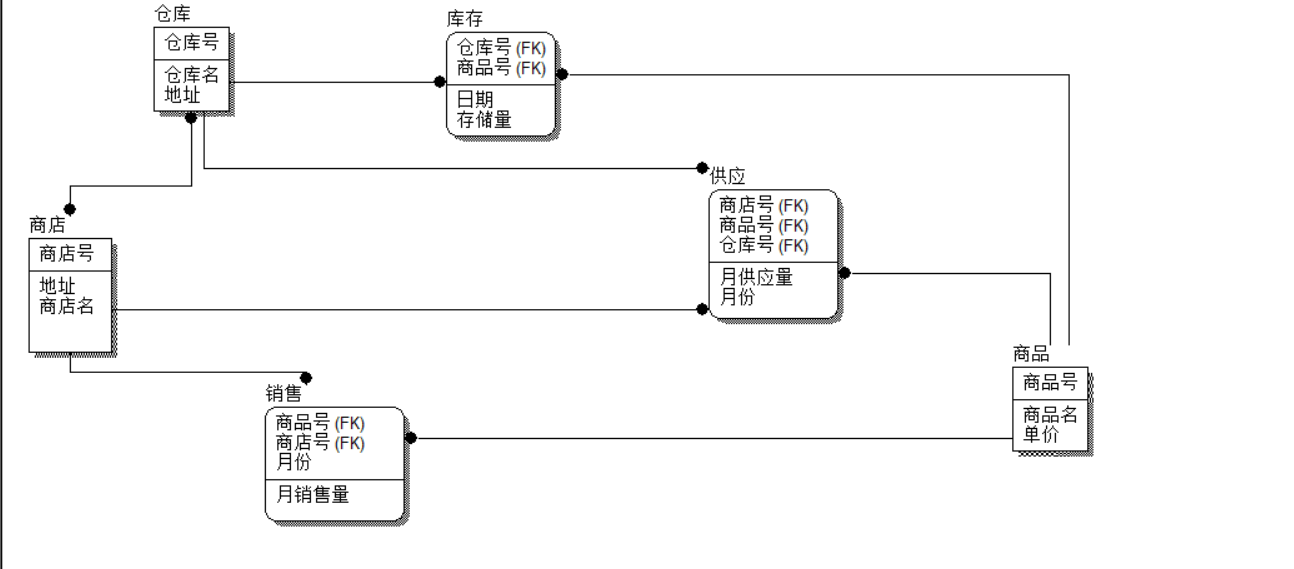 仓库
仓库号
仓库名
地址
库存
仓库号 (FK)
商品号 (FK)
日期
存储量
供应
商店号 (FK)
商品号 (FK)
仓库号 (FK)
月供应量
月份
商店
商店号
地址
商店名
商品
商品号
商品名
单价
销售
商品号 (FK)
商店号 (FK)
月份
月销售量